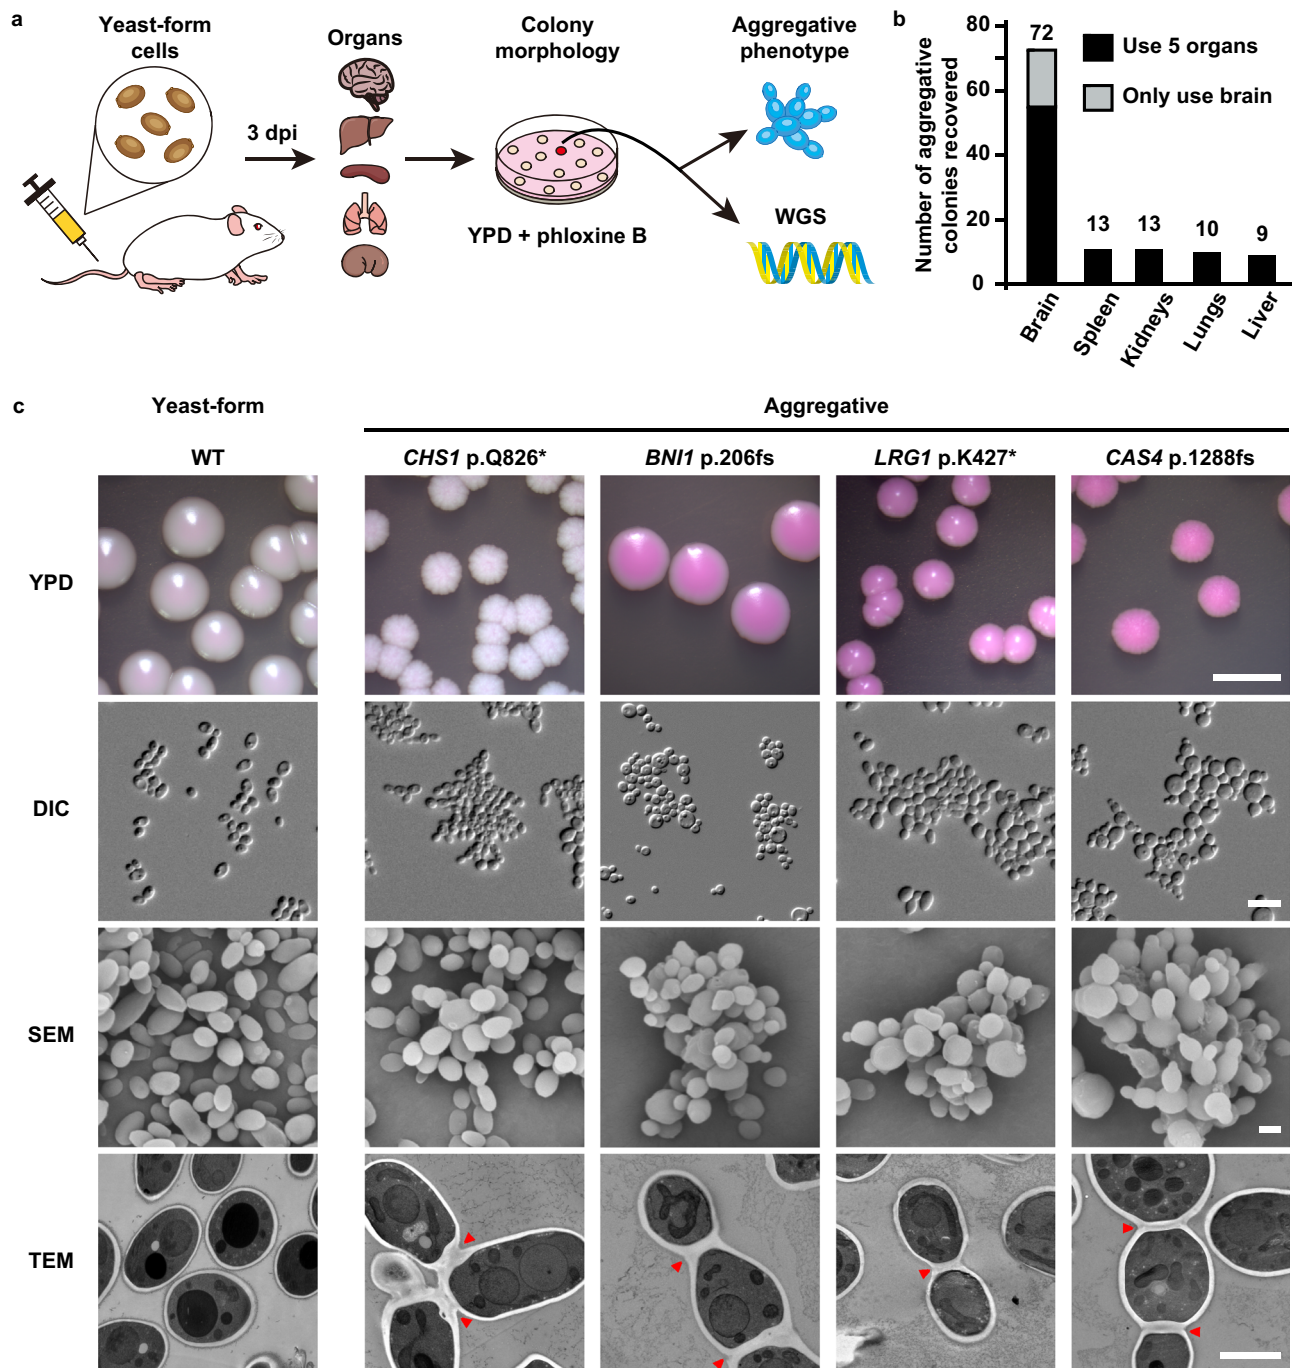 a
Yeast-form
cells
Organs
Colony
morphology
Aggregative
phenotype
3 dpi
YPD + phloxine B
WGS
b
Number of aggregative
colonies recovered
80
60
40
20
0
72
13
13
10
9
Use 5 organs
Only use brain
Brain
Spleen
Kidneys
Lungs
Liver
c
Yeast-form
Aggregative
WT
CHS1 p.Q826*
BNI1 p.206fs
LRG1 p.K427*
CAS4 p.1288fs
YPD
DIC
SEM
TEM